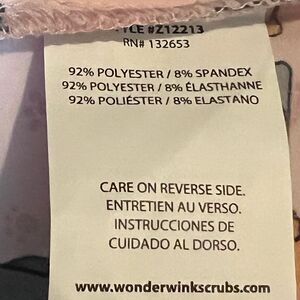 STYLE #Z12213
RN# 132653
92% POLYESTER / 8% SPANDEX
92% POLYESTER / 8% ÉLASTHANNE
92% POLIÉSTER / 8% ELASTANO
CARE ON REVERSE SIDE.
ENTRETIEN AU VERSO.
INSTRUCCIONES DE
CUIDADO AL DORSO.
www.wonderwinkscrubs.com